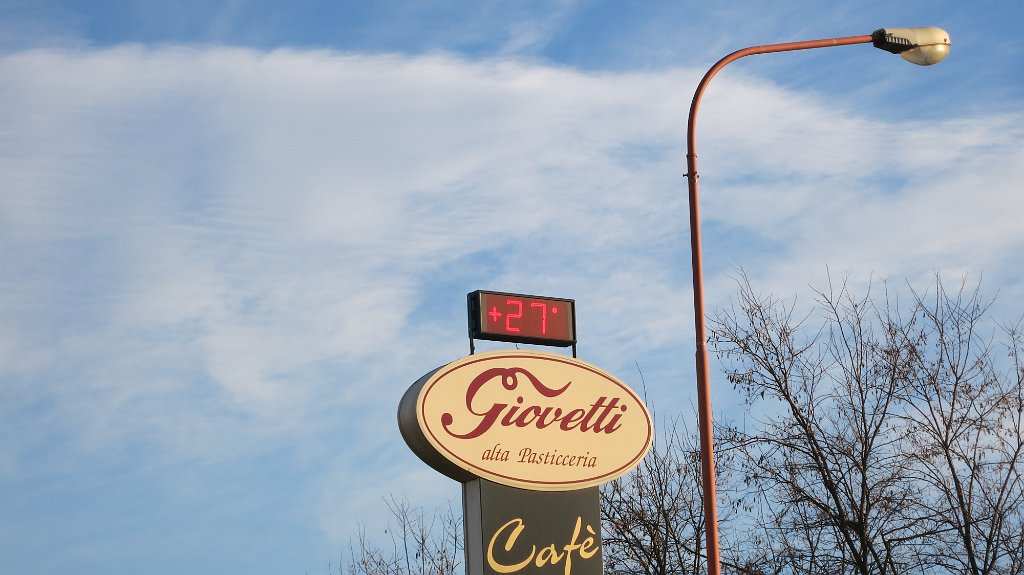 +27°
Giovetti
alta Pasticceria
Cafè